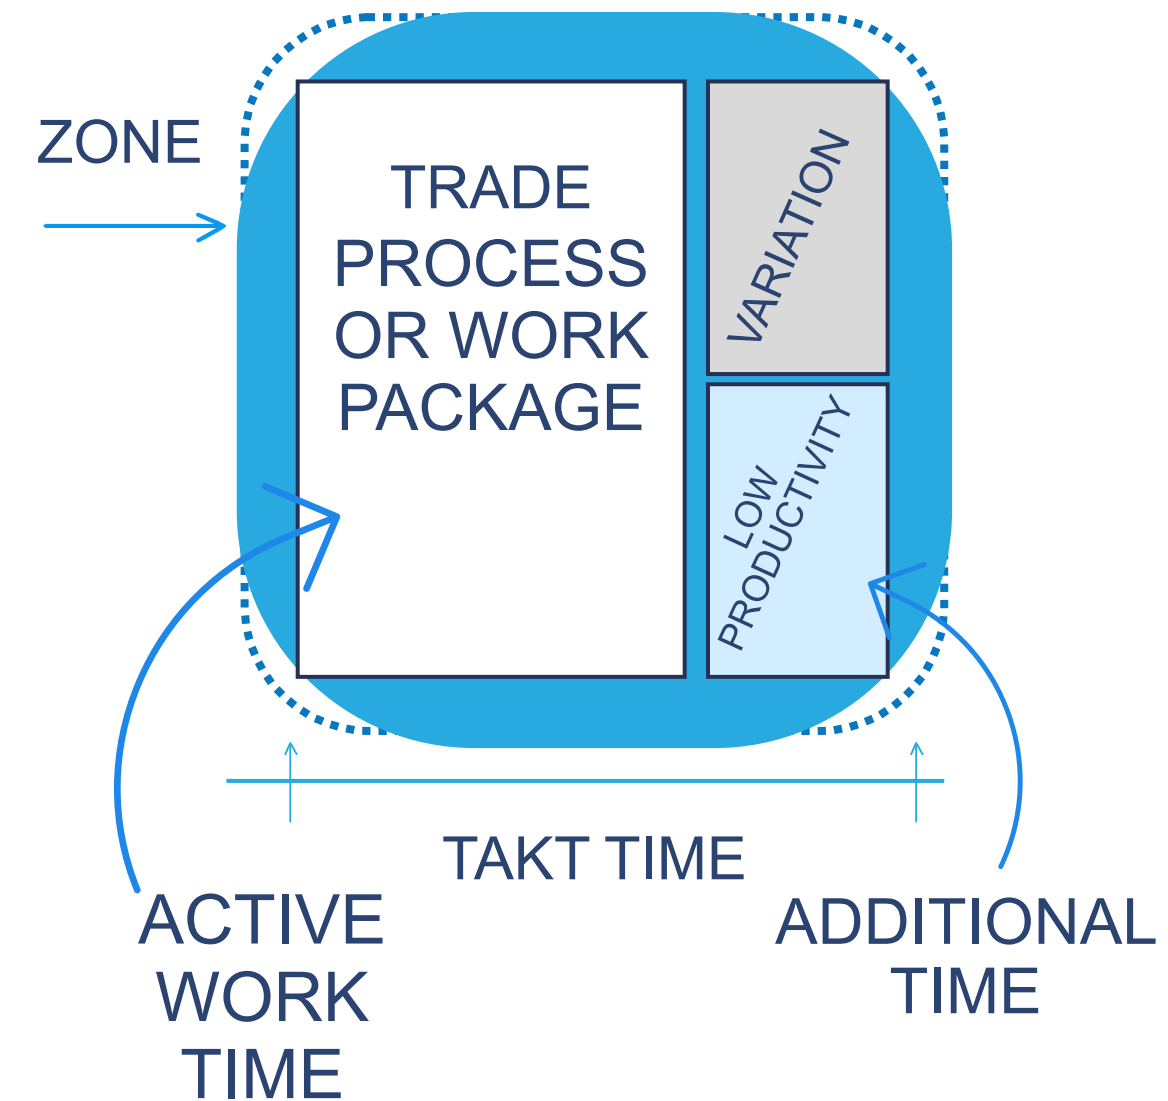 ZONE
TRADE
PROCESS
OR WORK
PACKAGE
VARIATION
LOW
PRODUCTIVITY
TAKT TIME
ACTIVE
WORK
TIME
ADDITIONAL
TIME